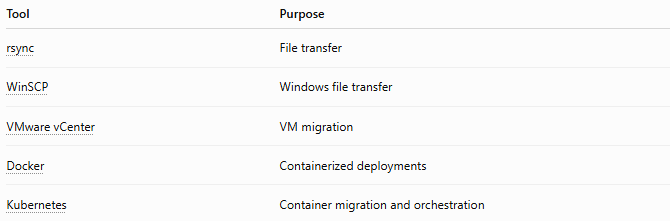 Tool Purpose
rsync File transfer
WinSCP Windows file transfer
VMware vCenter VM migration
Docker Containerized deployments
Kubernetes Container migration and orchestration